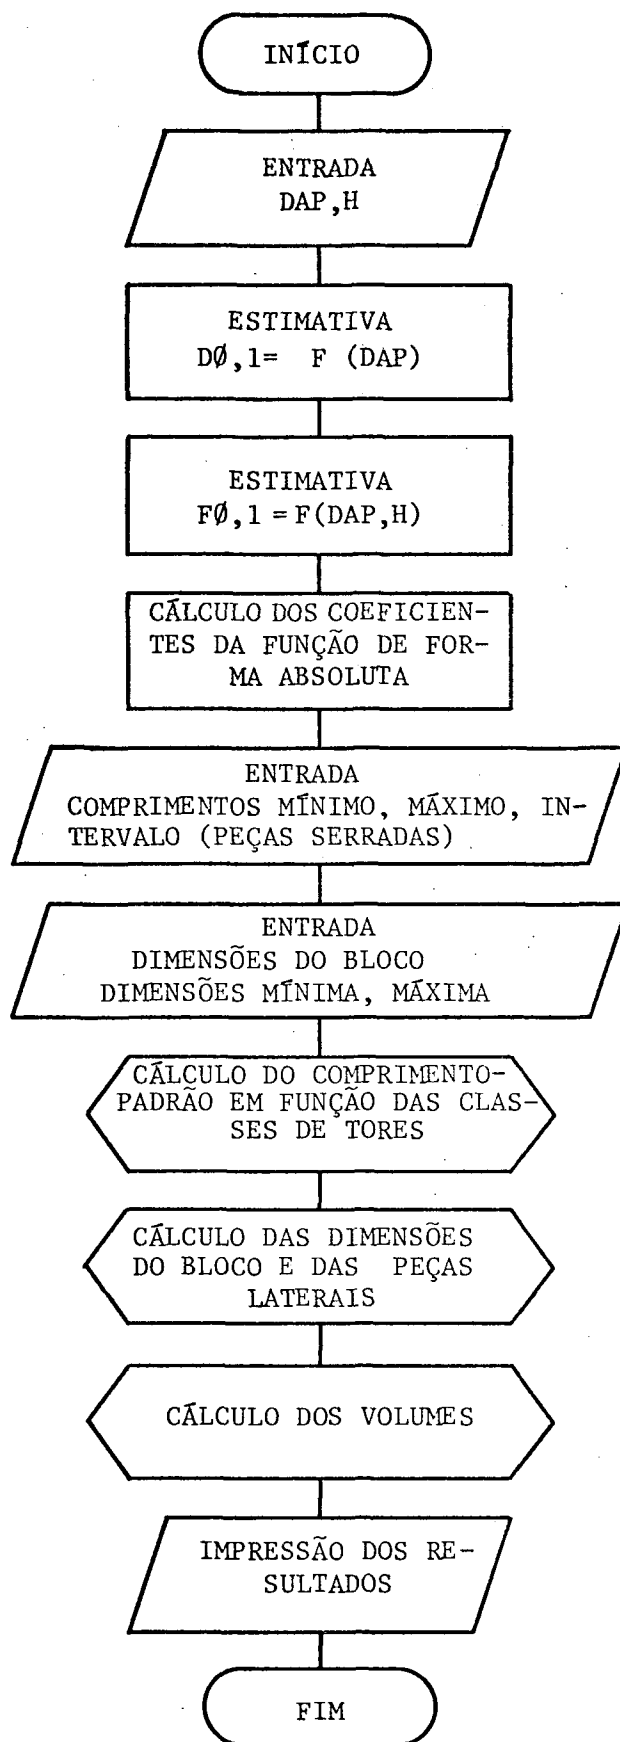 INÍCIO
ENTRADA
DAP,H
ESTIMATIVA
DØ,1= F (DAP)
ESTIMATIVA
FØ,1 = F(DAP,H)
CÁLCULO DOS COEFICIEN-
TES DA FUNÇÃO DE FOR-
MA ABSOLUTA
ENTRADA
COMPRIMENTOS MÍNIMO, MÁXIMO, IN-
TERVALO (PEÇAS SERRADAS)
ENTRADA
DIMENSÕES DO BLOCO
DIMENSÕES MÍNIMA, MÁXIMA
CÁLCULO DO COMPRIMENTO-
PADRÃO EM FUNÇÃO DAS CLAS-
SES DE TORES
CÁLCULO DAS DIMENSÕES
DO BLOCO E DAS PEÇAS
LATERAIS
CÁLCULO DOS VOLUMES
IMPRESSÃO DOS RE-
SULTADOS
FIM